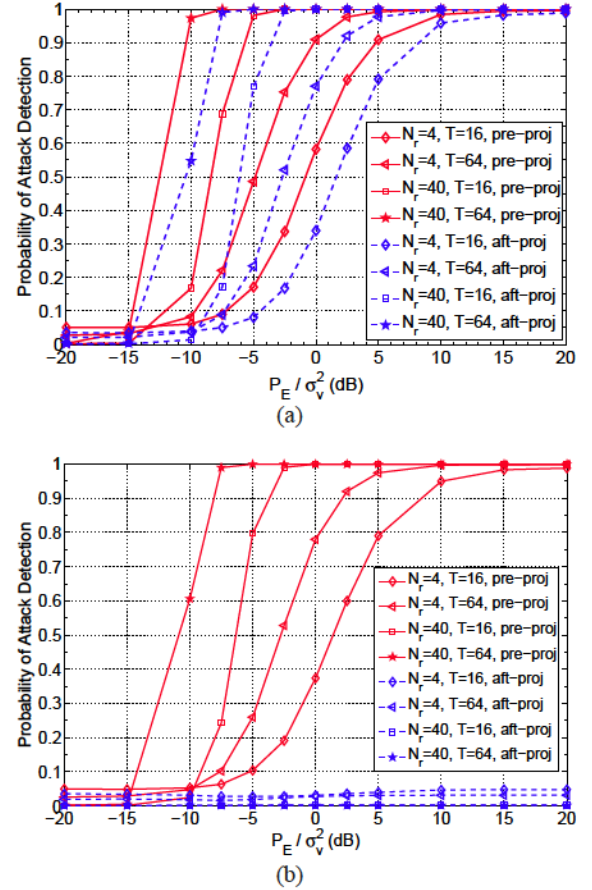 1
0.9
0.8
0.7
0.6
0.5
0.4
0.3
0.2
0.1
0
Probability of Attack Detection
N_r=4, T=16, pre-proj
N_r=4, T=64, pre-proj
N_r=40, T=16, pre-proj
N_r=40, T=64, pre-proj
N_r=4, T=16, aft-proj
N_r=4, T=64, aft-proj
N_r=40, T=16, aft-proj
N_r=40, T=64, aft-proj
−20 −15 −10 −5 0 5 10 15 20
P_E / σ_v^2 (dB)
(a)
1
0.9
0.8
0.7
0.6
0.5
0.4
0.3
0.2
0.1
0
Probability of Attack Detection
N_r=4, T=16, pre-proj
N_r=4, T=64, pre-proj
N_r=40, T=16, pre-proj
N_r=40, T=64, pre-proj
N_r=4, T=16, aft-proj
N_r=4, T=64, aft-proj
N_r=40, T=16, aft-proj
N_r=40, T=64, aft-proj
−20 −15 −10 −5 0 5 10 15 20
P_E / σ_v^2 (dB)
(b)